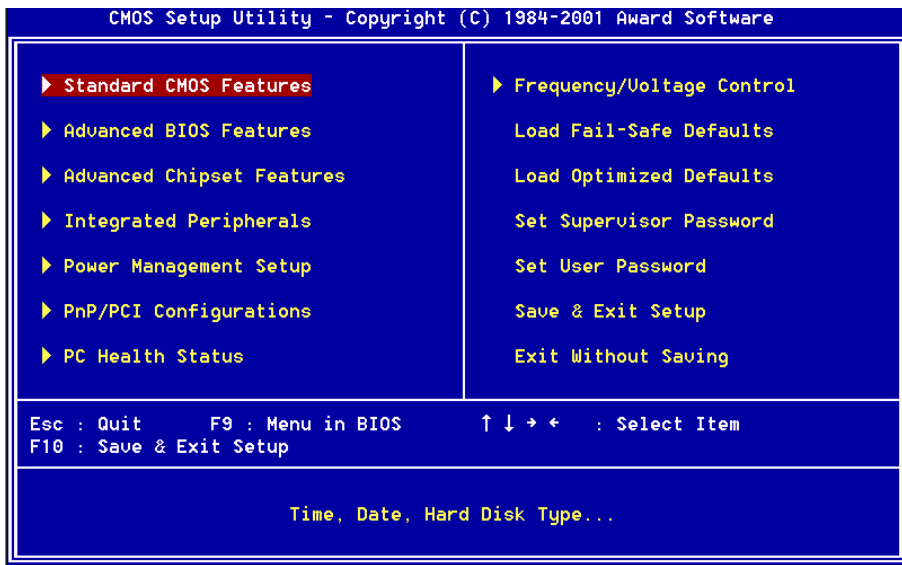 CMOS Setup Utility - Copyright (C) 1984-2001 Award Software
Standard CMOS Features
Advanced BIOS Features
Advanced Chipset Features
Integrated Peripherals
Power Management Setup
PnP/PCI Configurations
PC Health Status
Frequency/Voltage Control
Load Fail-Safe Defaults
Load Optimized Defaults
Set Supervisor Password
Set User Password
Save & Exit Setup
Exit Without Saving
Esc : Quit F9 : Menu in BIOS ↑ ↓ → ← : Select Item
F10 : Save & Exit Setup
Time, Date, Hard Disk Type...